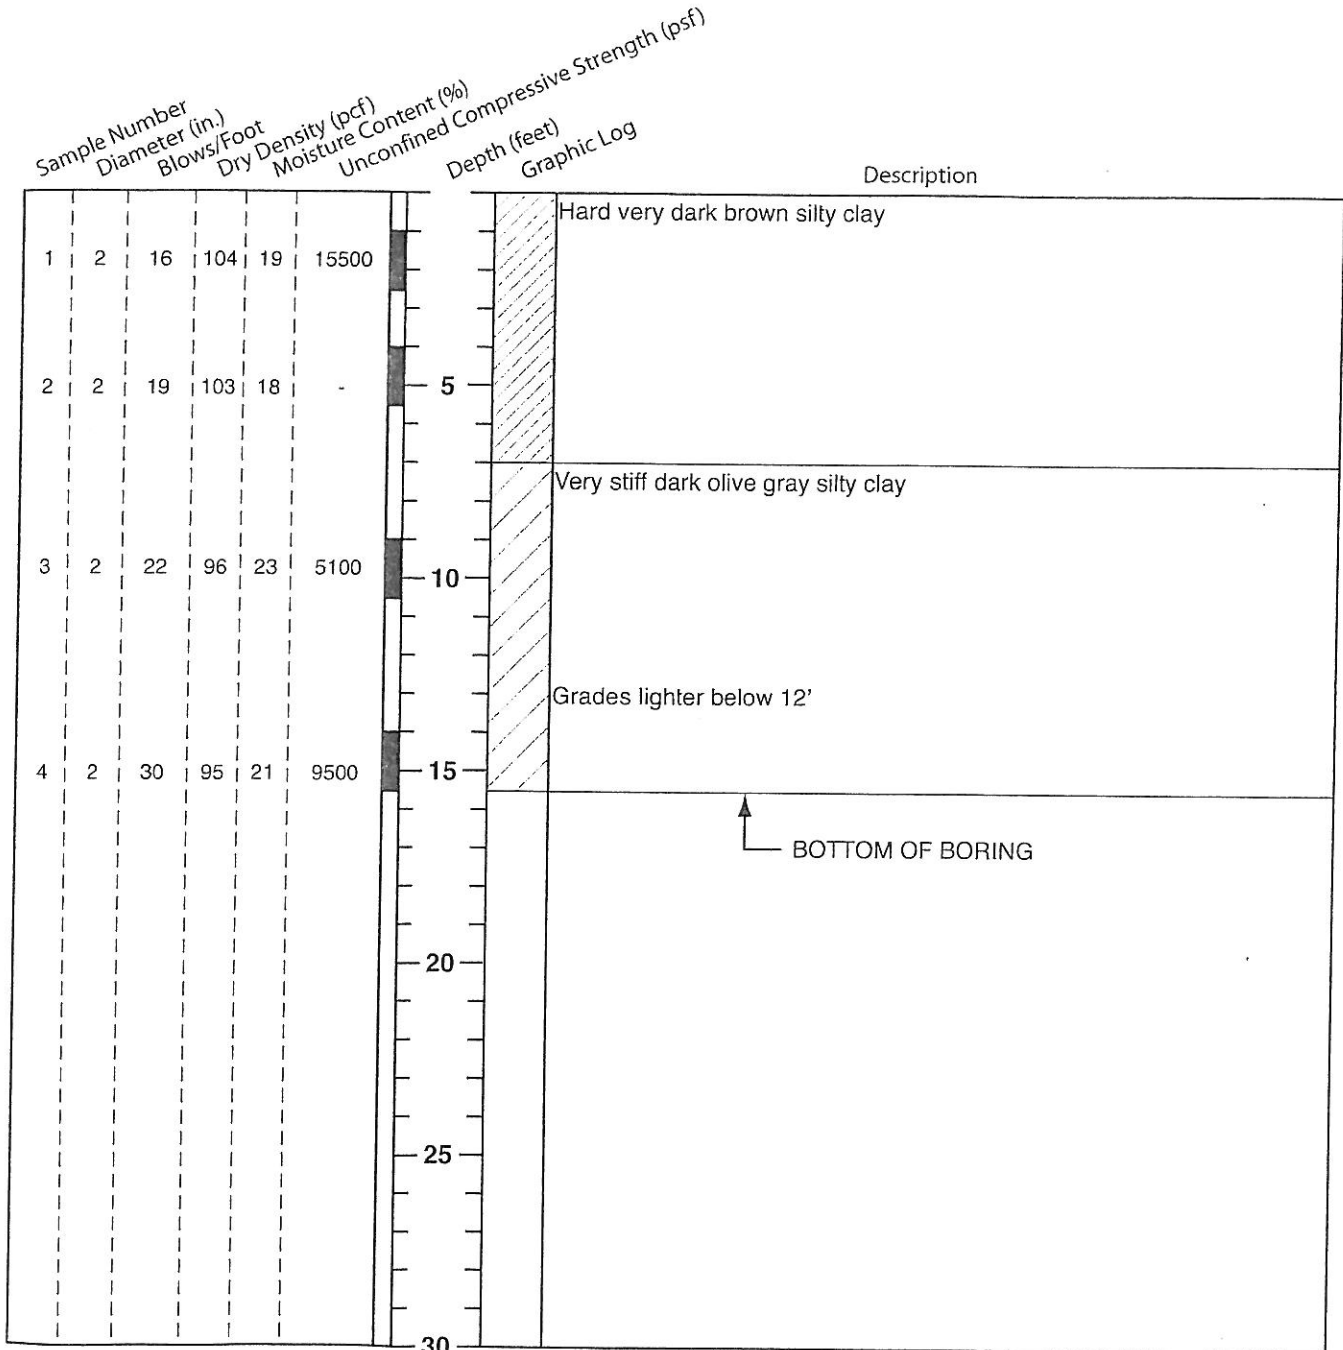 Sample Number
Diameter (in.)
Blows/Foot
Dry Density (pcf)
Moisture Content (%)
Unconfined Compressive Strength (psf)
Depth (feet)
Graphic Log
Description
Hard very dark brown silty clay
1 2 16 104 19 15500
2 2 19 103 18 - 5
Very stiff dark olive gray silty clay
3 2 22 96 23 5100 10
Grades lighter below 12'
4 2 30 95 21 9500 15
BOTTOM OF BORING
20
25
30